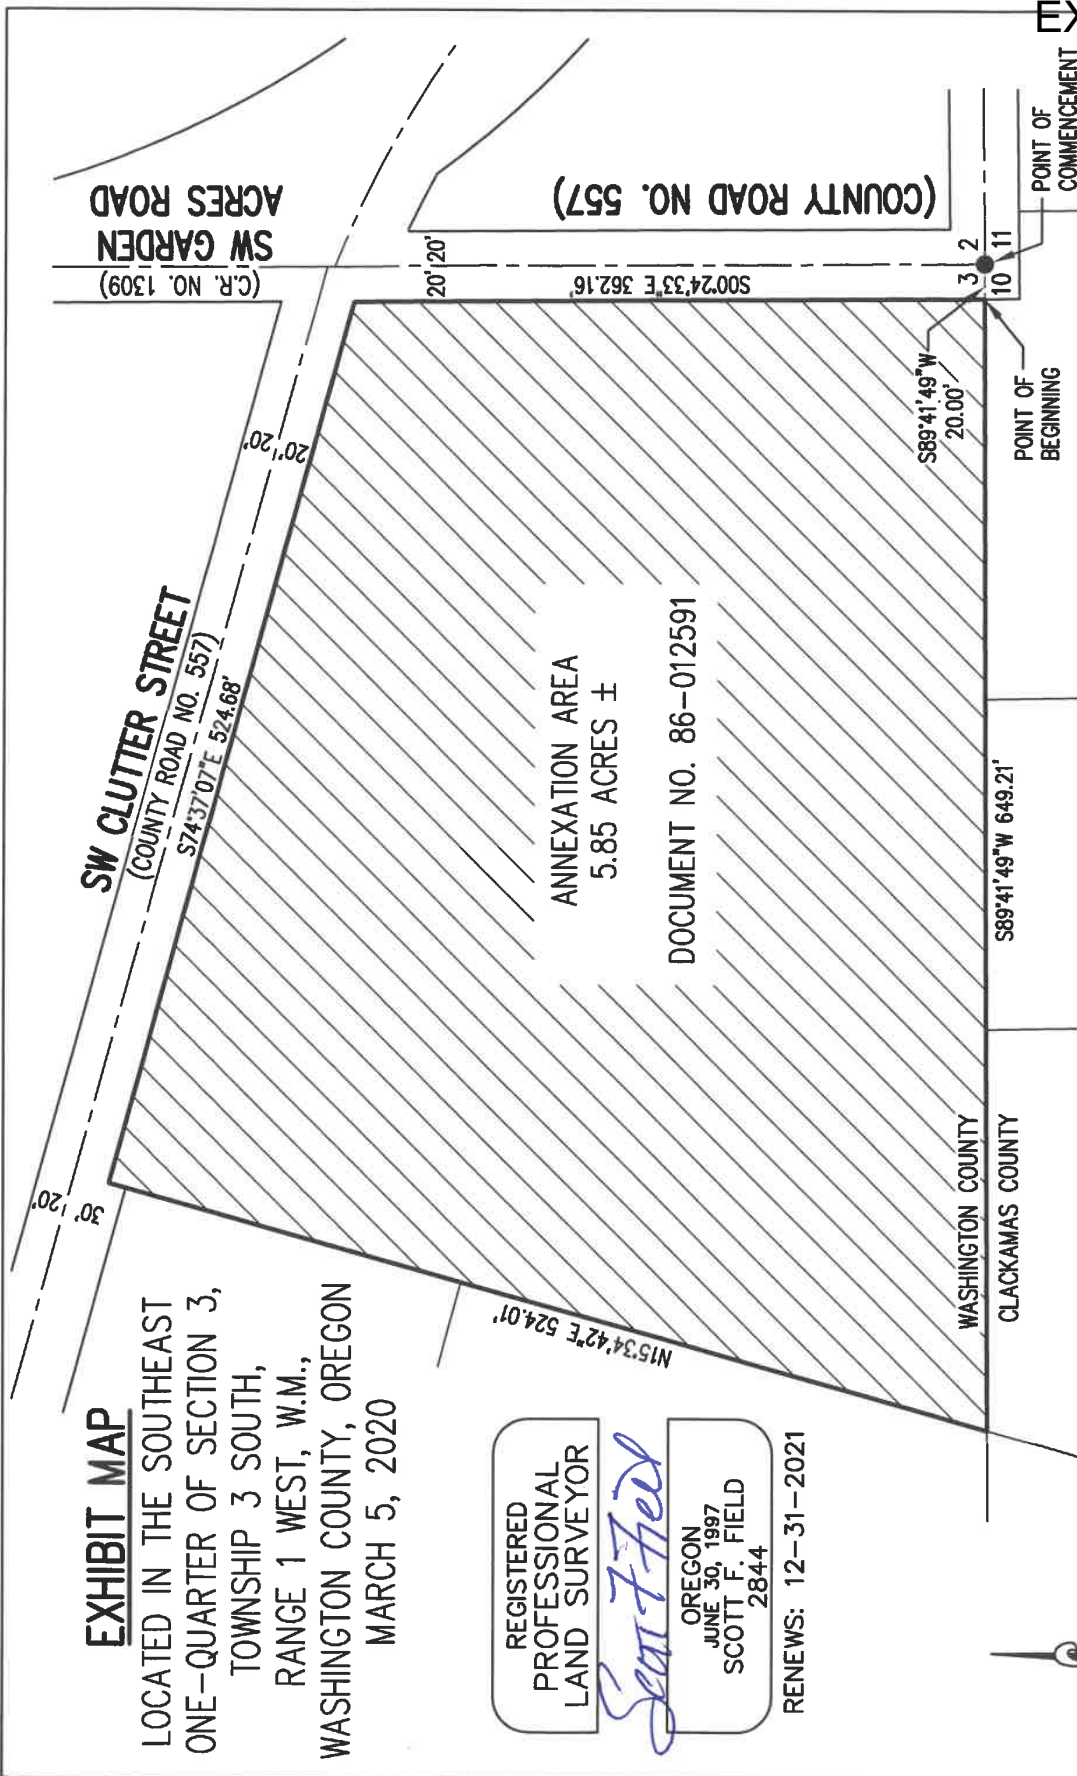 EX
EXHIBIT MAP
LOCATED IN THE SOUTHEAST
ONE-QUARTER OF SECTION 3,
TOWNSHIP 3 SOUTH,
RANGE 1 WEST, W.M.,
WASHINGTON COUNTY, OREGON
MARCH 5, 2020
SW CLUTTER STREET
(COUNTY ROAD NO. 557)
S74°37'07"E 524.68'
30' 20'
20' 20'
SW GARDEN
ACRES ROAD
(C.R. NO. 1309)
20' 20'
(COUNTY ROAD NO. 557)
S00°24'33"E 362.16'
ANNEXATION AREA
5.85 ACRES ±
DOCUMENT NO. 86-012591
N15°34'42"E 524.01'
3 2
10 11
S89°41'49"W
20.00'
POINT OF
COMMENCEMENT
POINT OF
BEGINNING
S89°41'49"W 649.21'
WASHINGTON COUNTY
CLACKAMAS COUNTY
REGISTERED
PROFESSIONAL
LAND SURVEYOR
Scott Field
OREGON
JUNE 30, 1997
SCOTT F. FIELD
2844
RENEWS: 12-31-2021